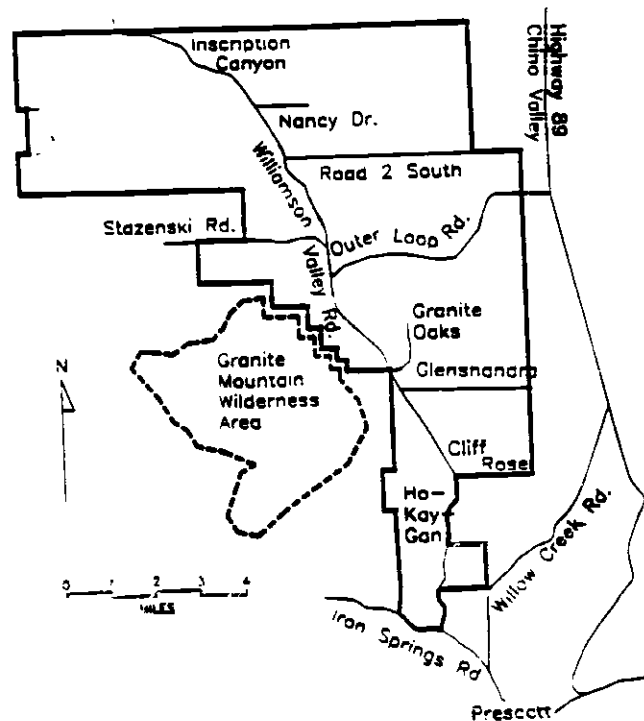 Inscription
Canyon
Highway 89
Chino Valley
Nancy Dr.
Williamson
Valley Rd.
Road 2 South
Stazenski Rd.
Outer Loop Rd.
Granite
Oaks
Glenshandra
N
Granite
Mountain
Wilderness
Area
Cliff
Rose
Ho-
Kay-
Gan
Willow Creek Rd.
0 1 2 3 4
MILES
Iron Springs Rd
Prescott